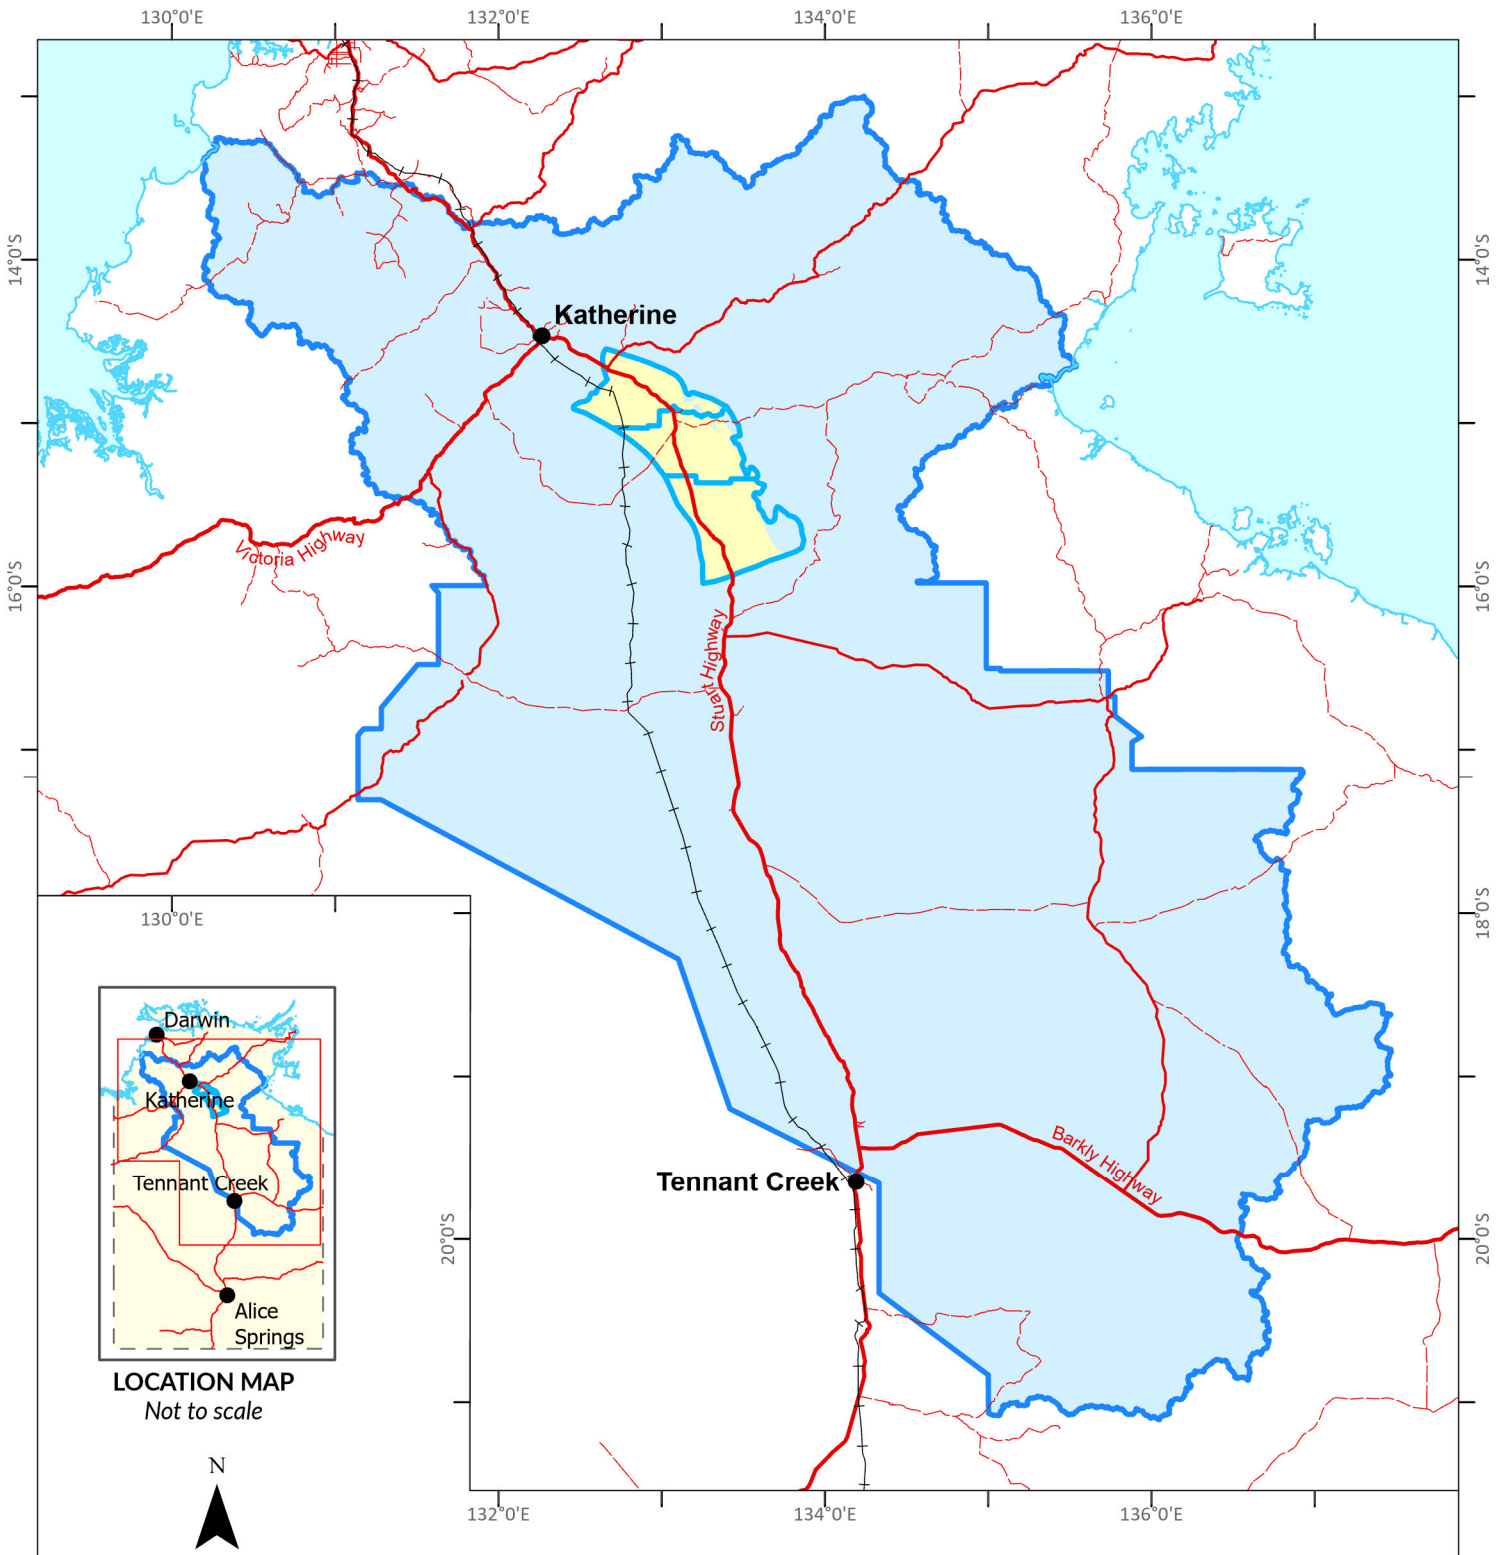 130°0'E
132°0'E
134°0'E
136°0'E
14°0'S
14°0'S
Katherine
Victoria Highway
16°0'S
16°0'S
Stuart Highway
130°0'E
18°0'S
Darwin
Katherine
Tennant Creek
Alice
Springs
Barkly Highway
Tennant Creek
20°0'S
20°0'S
LOCATION MAP
Not to scale
N
132°0'E
134°0'E
136°0'E